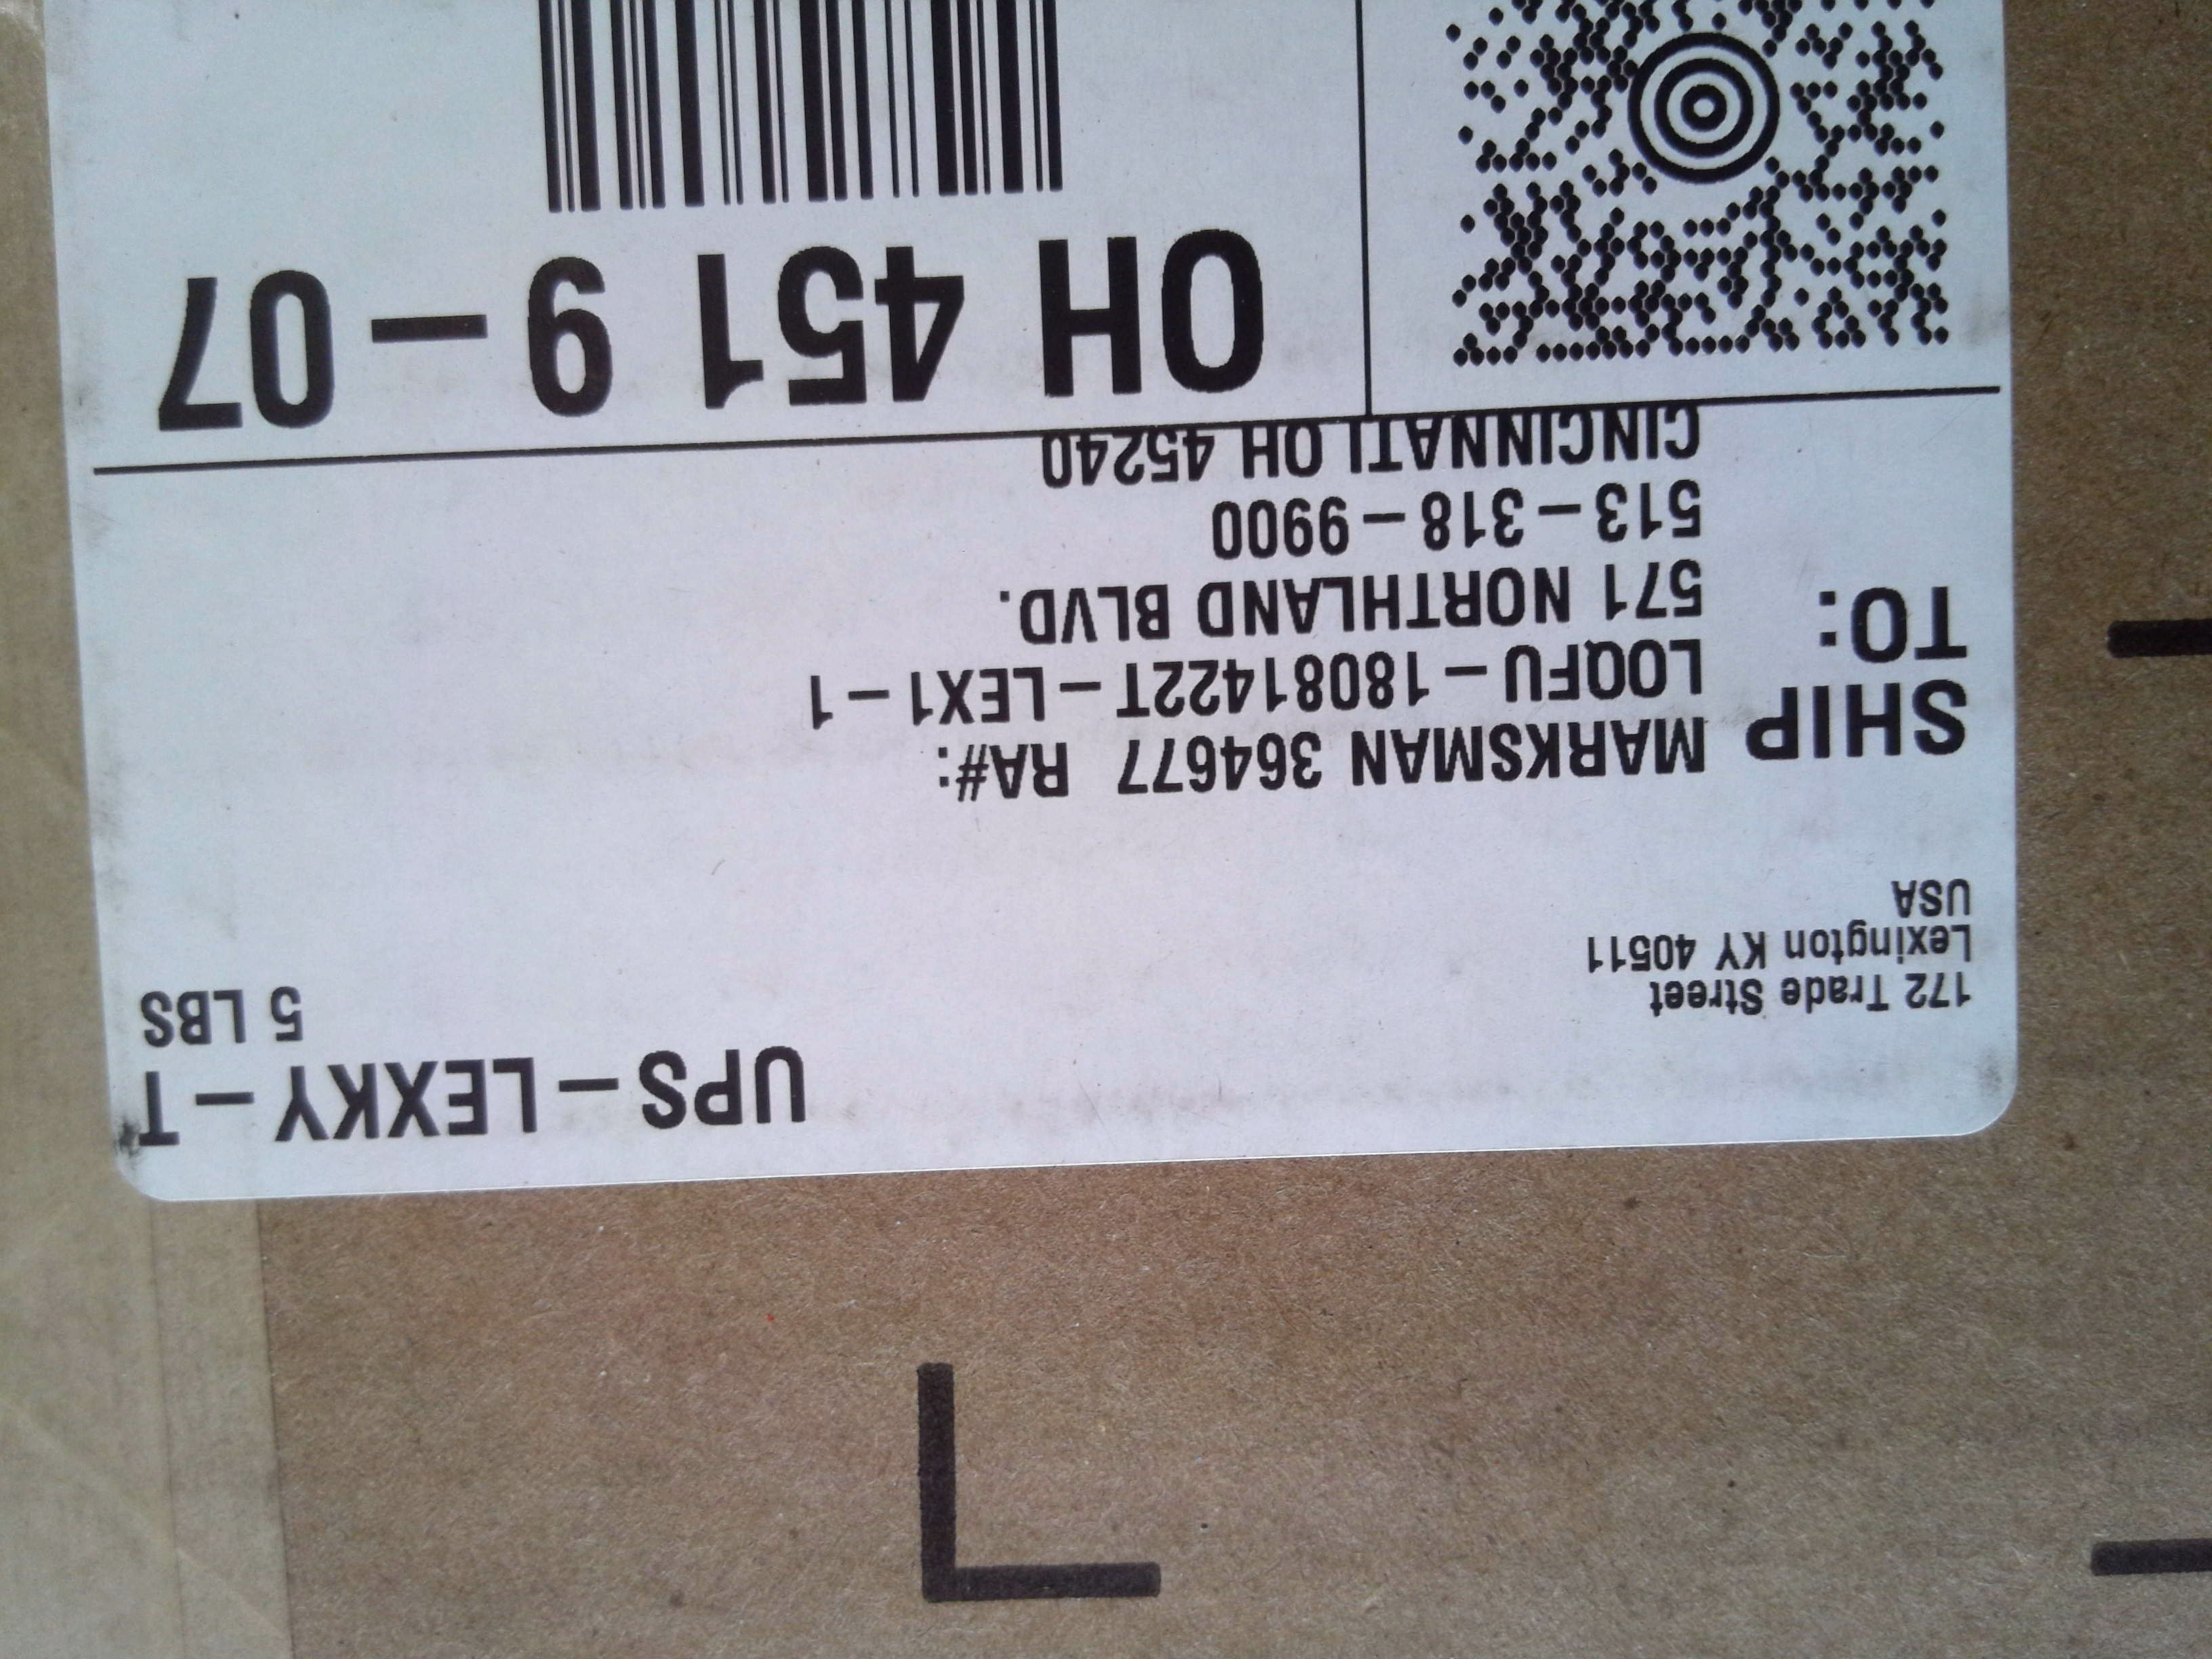 UPS-LEXKY-T
5 LBS
172 Trade Street
Lexington KY 40511
USA
SHIP
TO:
MARKSMAN 364677 RA#:
LOQFU-18081422T-LEX1-1
571 NORTHLAND BLVD.
513-318-9900
CINCINNATI OH 45240
OH 451 9-07